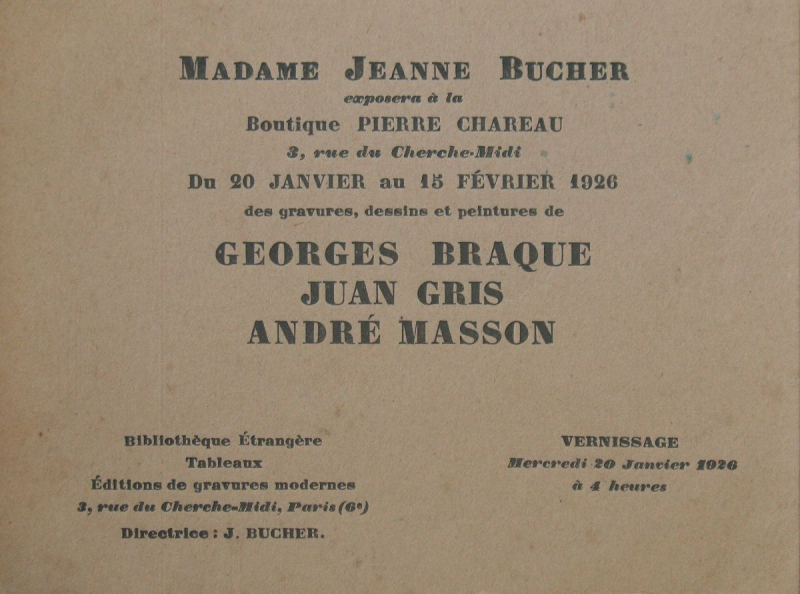 MADAME JEANNE BUCHER
exposera à la
Boutique PIERRE CHAREAU
3, rue du Cherche-Midi
Du 20 JANVIER au 15 FÉVRIER 1926
des gravures, dessins et peintures de
GEORGES BRAQUE
JUAN GRIS
ANDRÉ MASSON
Bibliothèque Étrangère
Tableaux
Éditions de gravures modernes
3, rue du Cherche-Midi, Paris (6e)
Directrice : J. BUCHER.
VERNISSAGE
Mercredi 20 Janvier 1926
à 4 heures